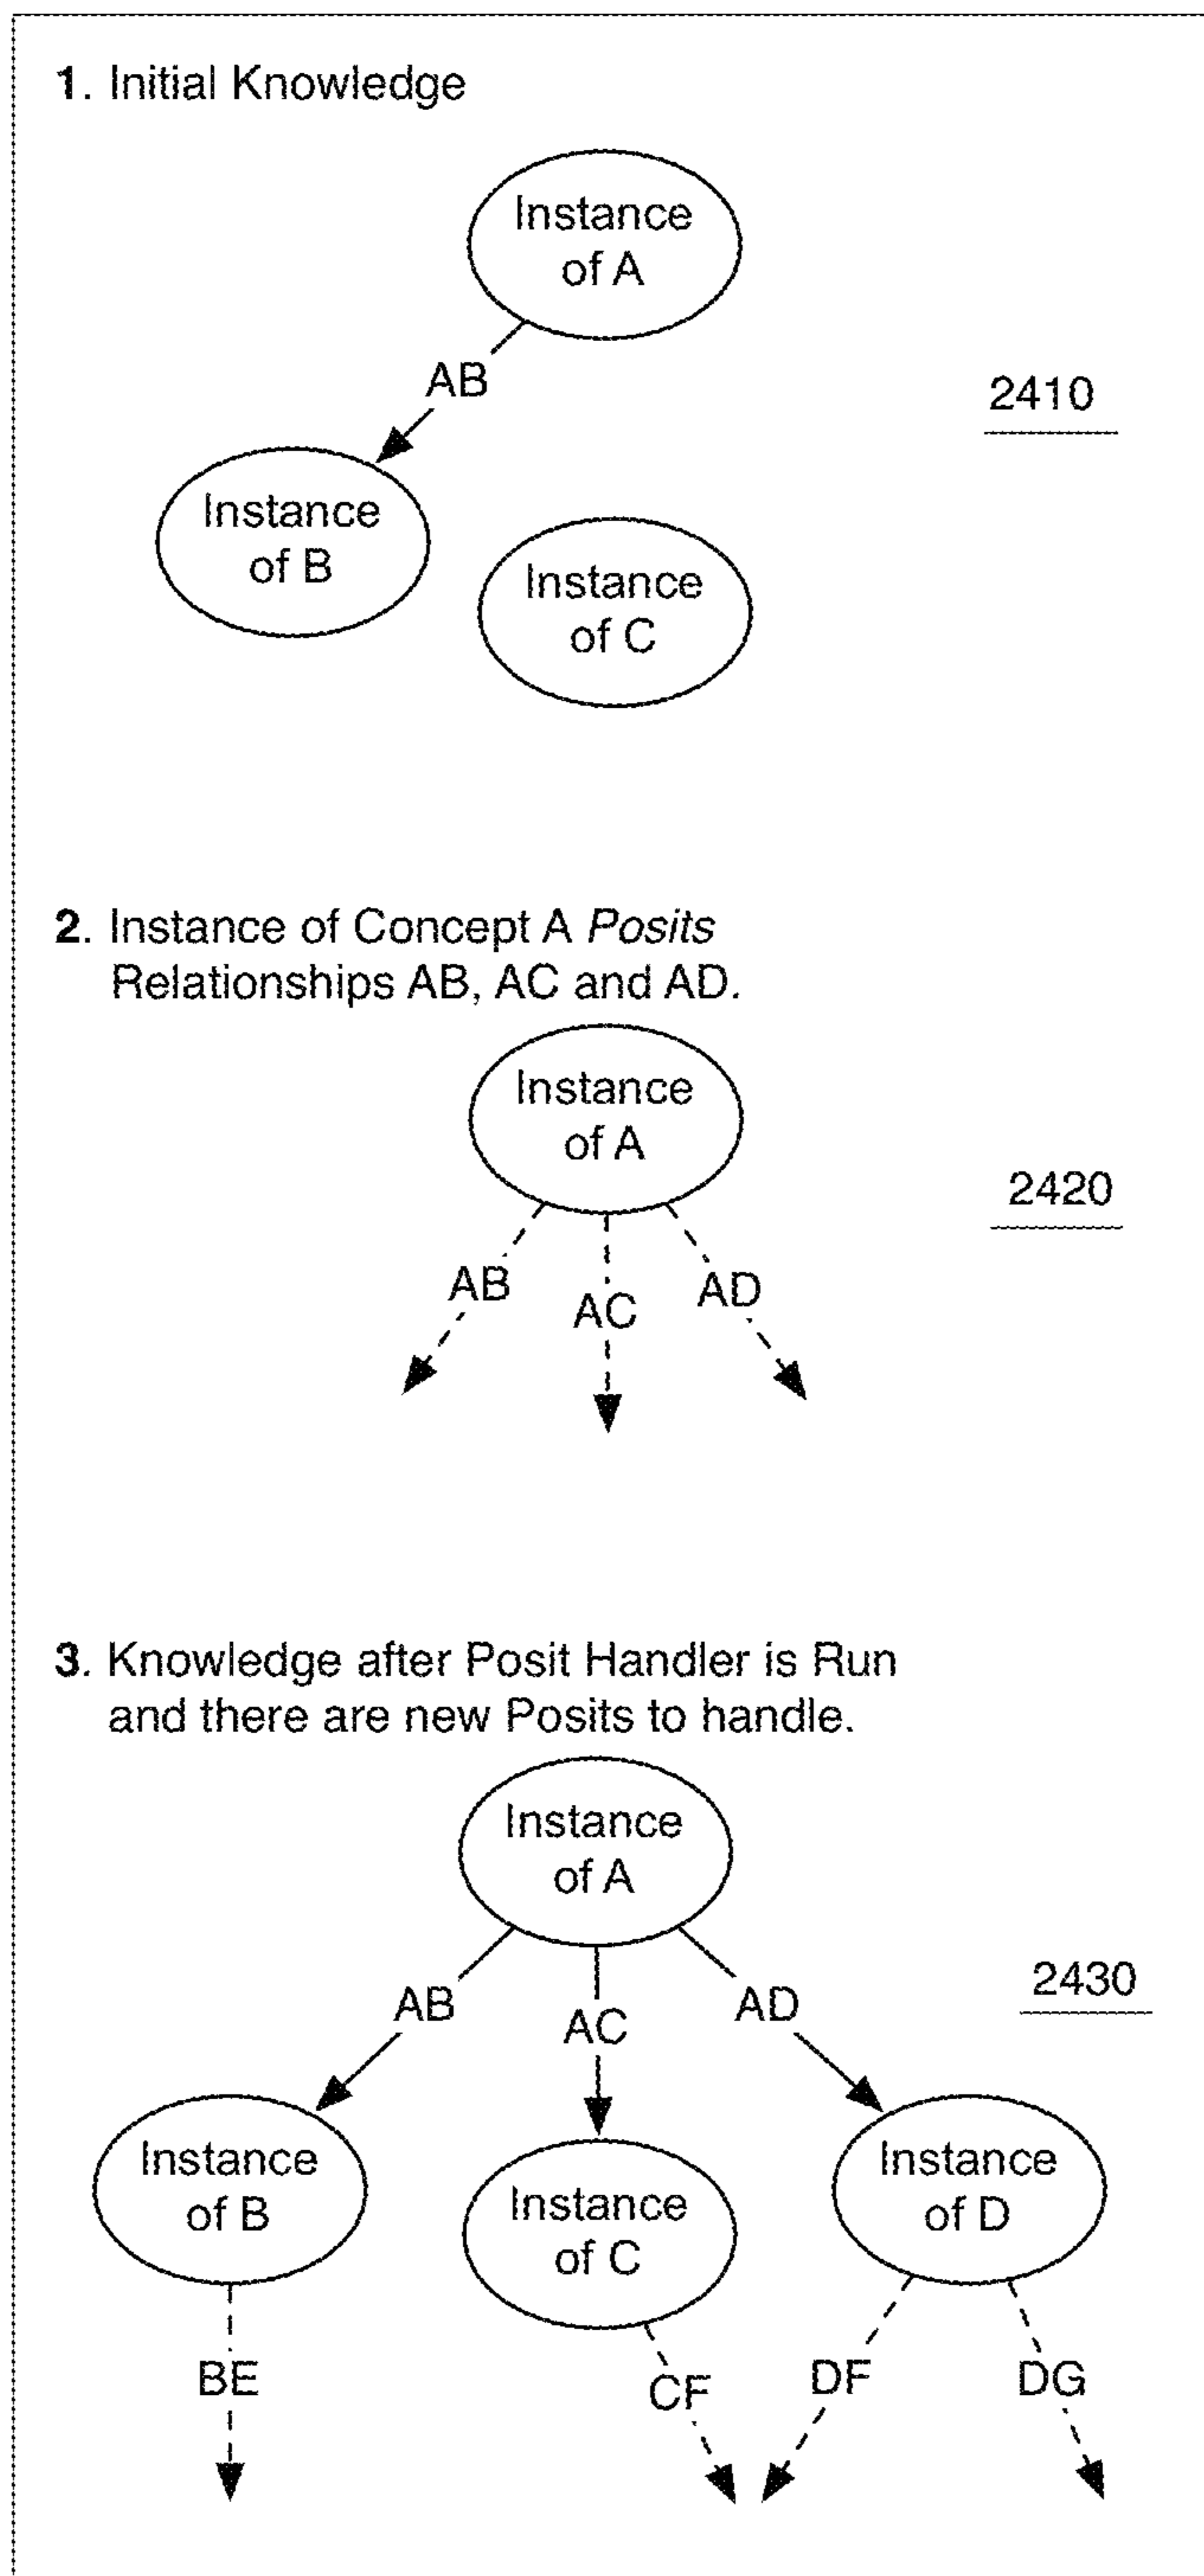 1. Initial Knowledge
Instance
of A
AB
2410
Instance
of B
Instance
of C
2. Instance of Concept A Posits
Relationships AB, AC and AD.
Instance
of A
2420
AB
AC
AD
3. Knowledge after Posit Handler is Run
and there are new Posits to handle.
Instance
of A
2430
AB
AC
AD
Instance
of B
Instance
of C
Instance
of D
BE
CF
DF
DG